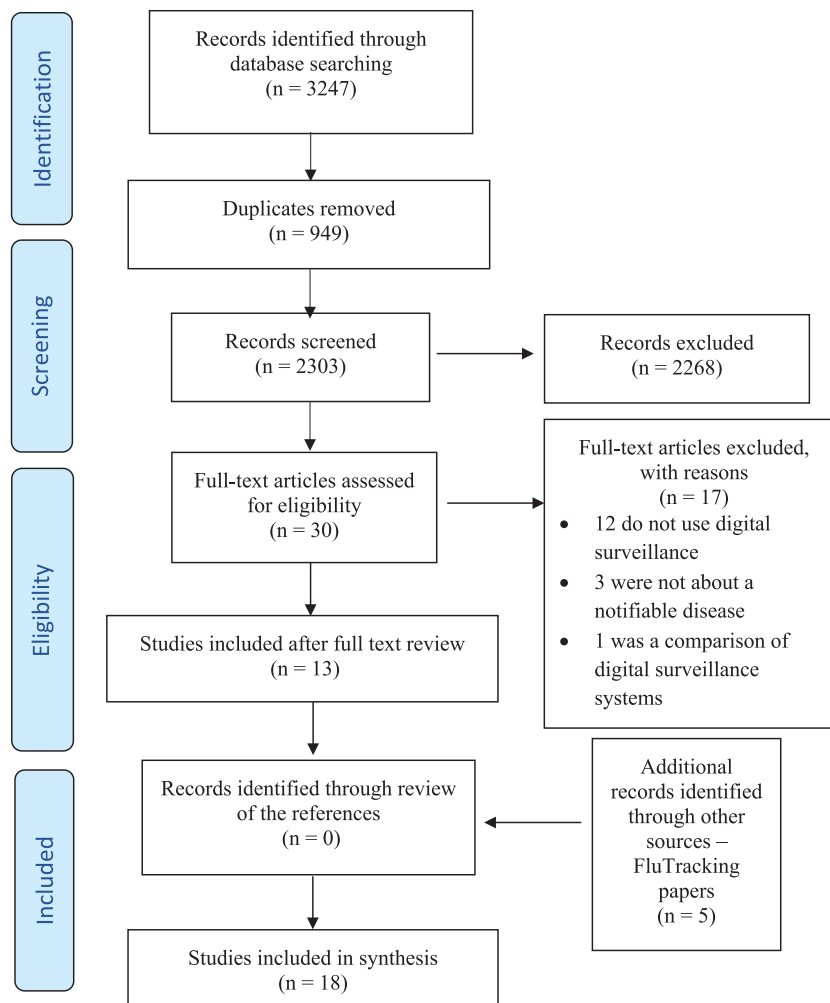 Identification
Records identified through
database searching
(n = 3247)
Duplicates removed
(n = 949)
Screening
Records screened
(n = 2303)
Records excluded
(n = 2268)
Eligibility
Full-text articles assessed
for eligibility
(n = 30)
Full-text articles excluded,
with reasons
(n = 17)
• 12 do not use digital
surveillance
• 3 were not about a
notifiable disease
• 1 was a comparison of
digital surveillance
systems
Studies included after full text review
(n = 13)
Included
Records identified through review
of the references
(n = 0)
Additional
records identified
through other
sources –
FluTracking
papers
(n = 5)
Studies included in synthesis
(n = 18)